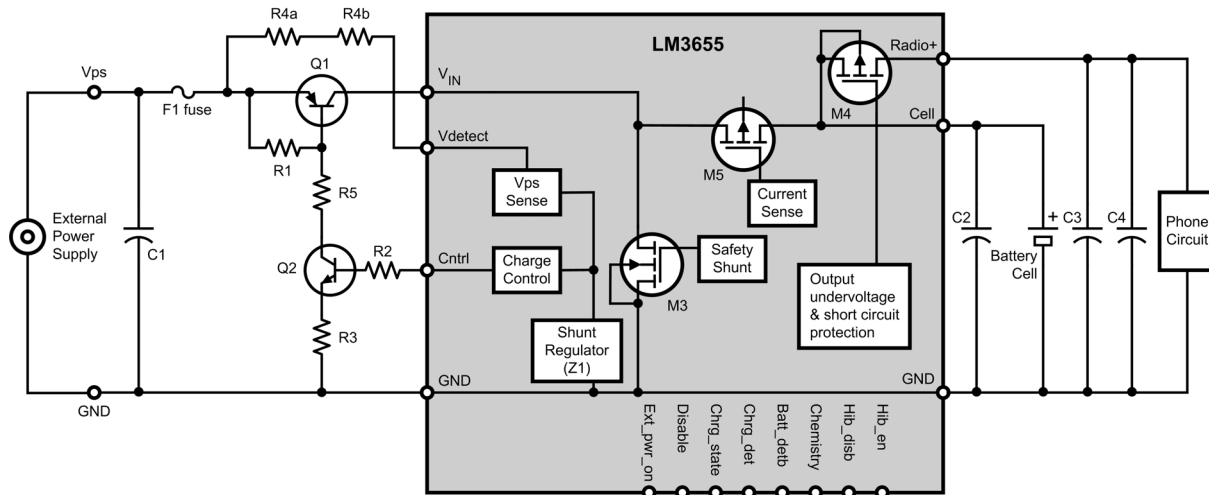 R4a
R4b
Vps
F1 fuse
Q1
R1
R5
R2
Q2
R3
External
Power
Supply
C1
GND
LM3655
VIN
Vdetect
Cntrl
GND
Vps
Sense
Charge
Control
Shunt
Regulator
(Z1)
M3
Safety
Shunt
M5
Current
Sense
M4
Output
undervoltage
& short circuit
protection
Radio+
Cell
GND
Ext_pwr_on
Disable
Chrg_state
Chrg_det
Batt_detb
Chemistry
Hib_disb
Hib_en
C2
+
Battery
Cell
C3
C4
Phone
Circuit